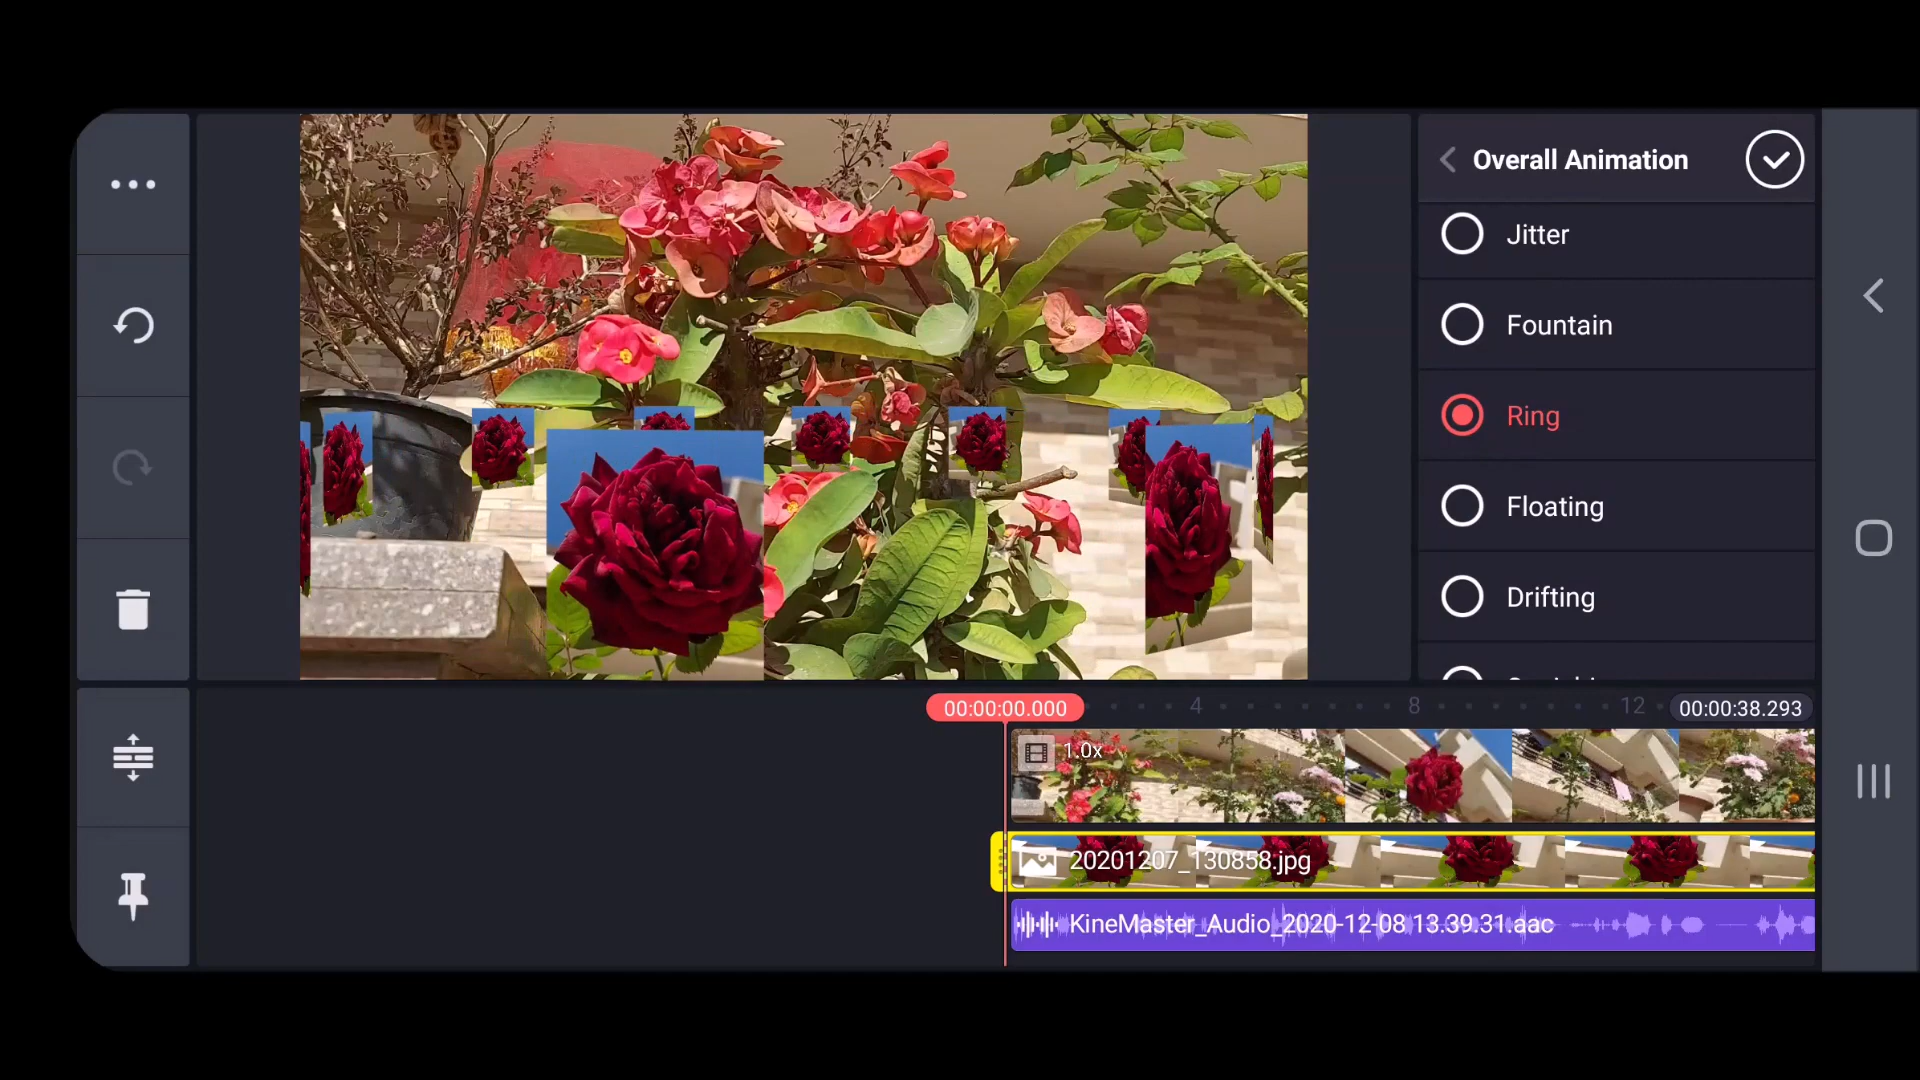 Overall Animation
Jitter
Fountain
Ring
Floating
Drifting
00:00:00.000
4
8
12
00:00:38.293
1.0x
20201207_130858.jpg
KineMaster_Audio_2020-12-08 13.39.31.aac